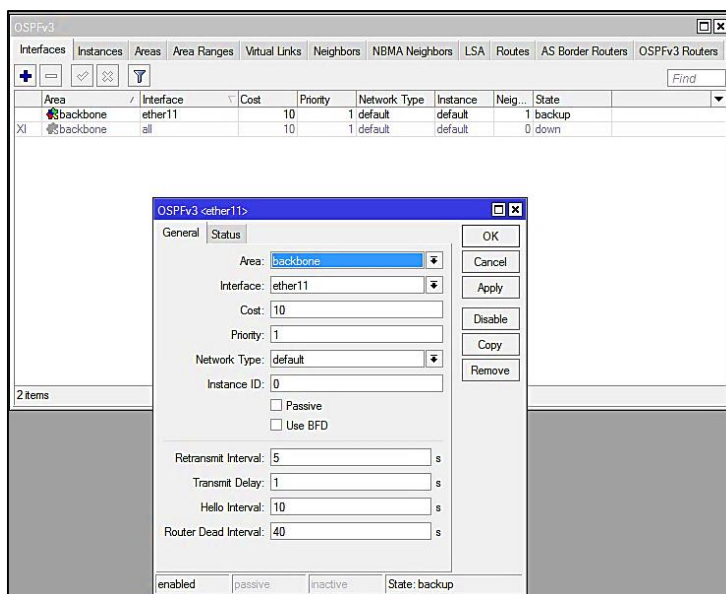 OSPFv3
Interfaces Instances Areas Area Ranges Virtual Links Neighbors NBMA Neighbors LSA Routes AS Border Routers OSPFv3 Routers
Find
Area Interface Cost Priority Network Type Instance Neig... State
backbone ether11 10 1 default default 1 backup
XI backbone all 10 1 default default 0 down
OSPFv3 <ether11>
General Status
OK
Area: backbone
Cancel
Interface: ether11
Apply
Cost: 10
Disable
Priority: 1
Copy
Network Type: default
Remove
Instance ID: 0
2 items
Passive
Use BFD
Retransmit Interval: 5 s
Transmit Delay: 1 s
Hello Interval: 10 s
Router Dead Interval: 40 s
enabled passive inactive State: backup